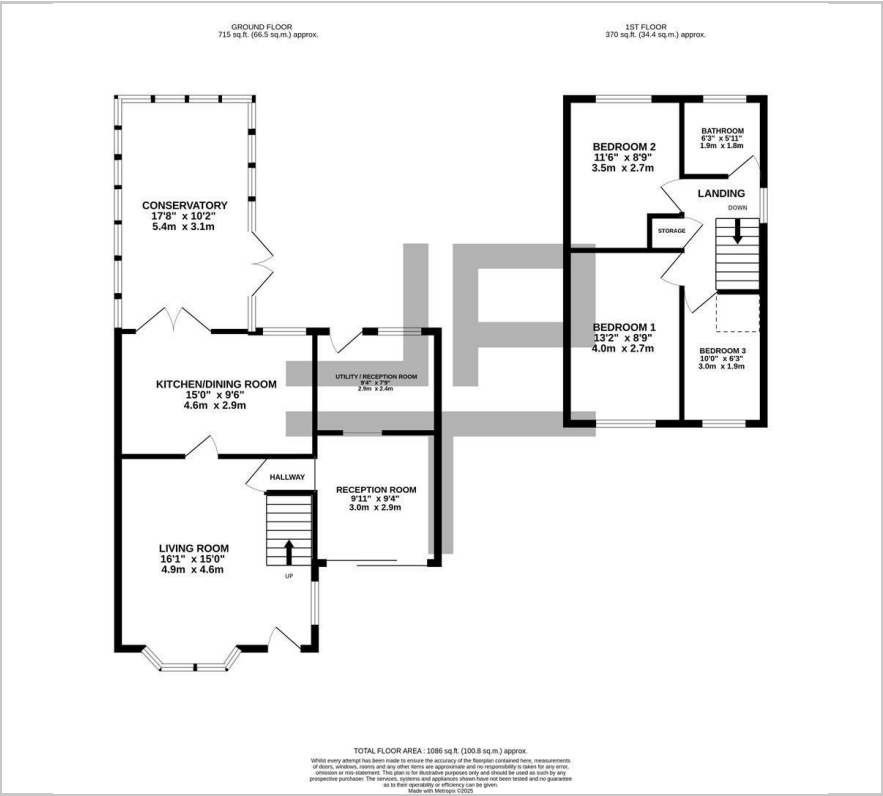 GROUND FLOOR
715 sq.ft. (66.5 sq.m.) approx.
1ST FLOOR
370 sq.ft. (34.4 sq.m.) approx.
CONSERVATORY
17'8" x 10'2"
5.4m x 3.1m
KITCHEN/DINING ROOM
15'0" x 9'6"
4.6m x 2.9m
UTILITY / RECEPTION ROOM
9'4" x 7'9"
2.9m x 2.4m
HALLWAY
RECEPTION ROOM
9'11" x 9'4"
3.0m x 2.9m
LIVING ROOM
16'1" x 15'0"
4.9m x 4.6m
UP
BEDROOM 2
11'6" x 8'9"
3.5m x 2.7m
BATHROOM
6'3" x 5'11"
1.9m x 1.8m
LANDING
DOWN
STORAGE
BEDROOM 1
13'2" x 8'9"
4.0m x 2.7m
BEDROOM 3
10'0" x 6'3"
3.0m x 1.9m
TOTAL FLOOR AREA : 1086 sq.ft. (100.8 sq.m.) approx.
Whilst every attempt has been made to ensure the accuracy of the floorplan contained here, measurements
of doors, windows, rooms and any other items are approximate and no responsibility is taken for any error,
omission or mis-statement. This plan is for illustrative purposes only and should be used as such by any
prospective purchaser. The services, systems and appliances shown have not been tested and no guarantee
as to their operability or efficiency can be given.
Made with Metropix ©2025